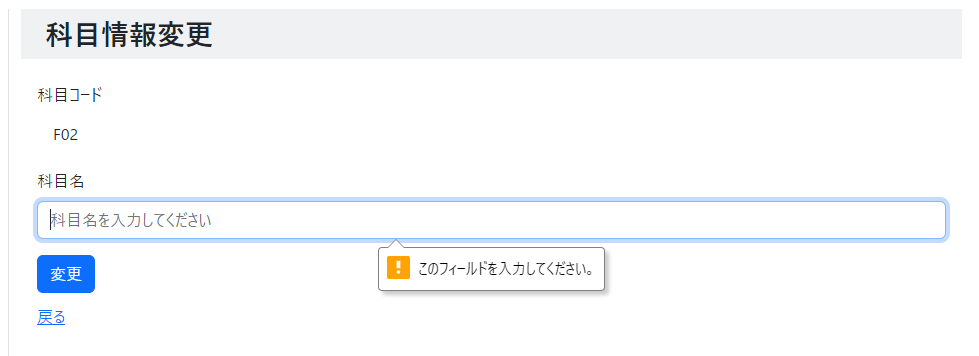 科目情報変更
科目コード
F02
科目名
科目名を入力してください
このフィールドを入力してください。
変更
戻る